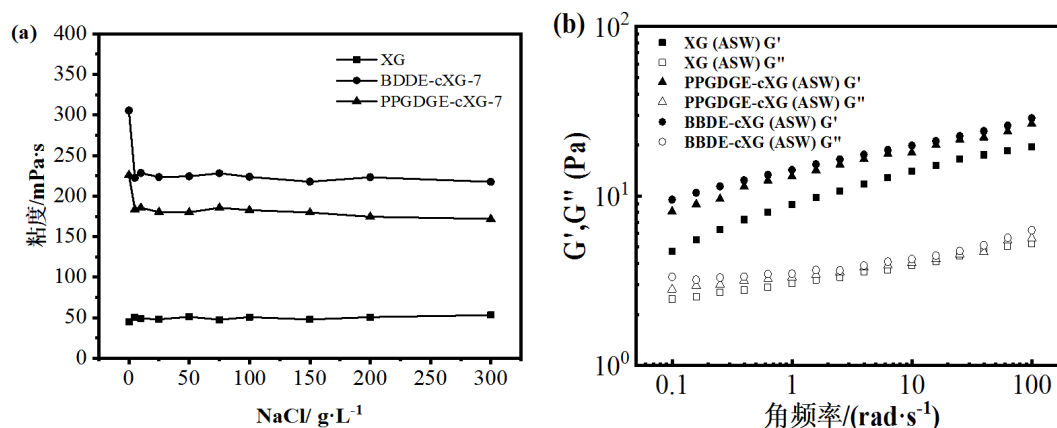 (a)
400
350
300
250
200
150
100
50
0
粘度/mPa·s
XG
BDDE-cXG-7
PPGDGE-cXG-7
0 50 100 150 200 250 300
NaCl/ g·L-1
(b)
10²
10¹
10⁰
G',G'' (Pa)
XG (ASW) G'
XG (ASW) G''
PPGDGE-cXG (ASW) G'
PPGDGE-cXG (ASW) G''
BBDE-cXG (ASW) G'
BBDE-cXG (ASW) G''
0.1 1 10 100
角频率/(rad·s-1)